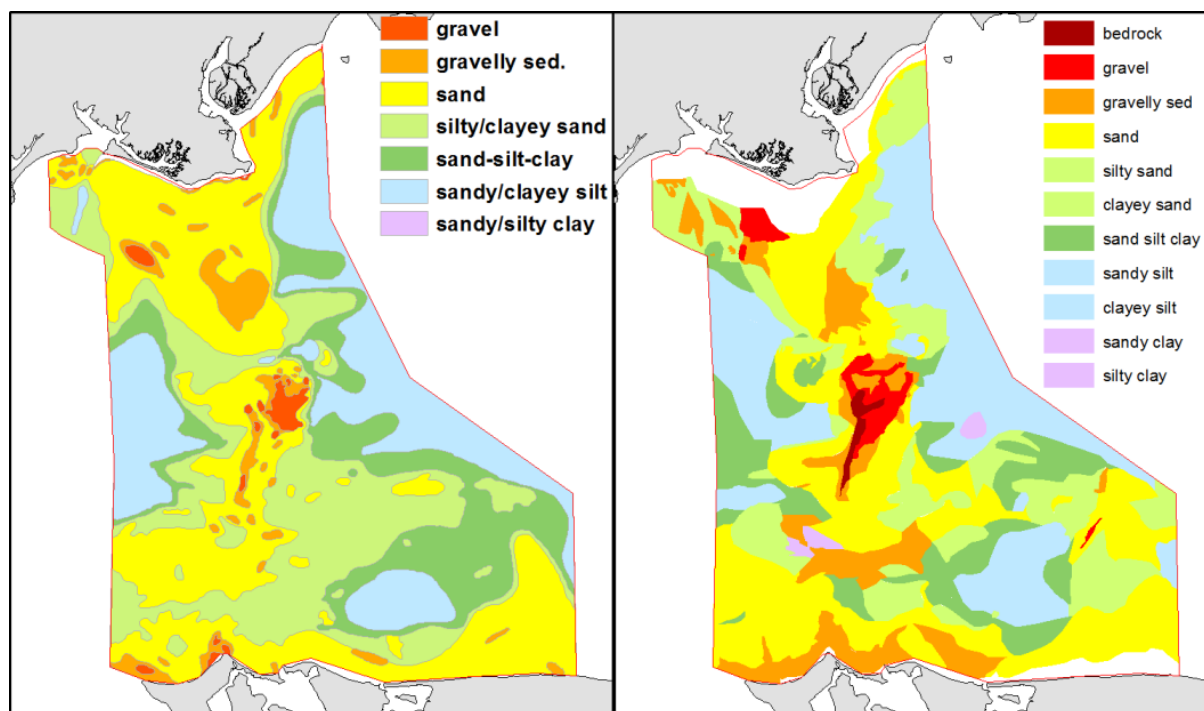 gravel
gravelly sed.
sand
silty/clayey sand
sand-silt-clay
sandy/clayey silt
sandy/silty clay
bedrock
gravel
gravelly sed
sand
silty sand
clayey sand
sand silt clay
sandy silt
clayey silt
sandy clay
silty clay